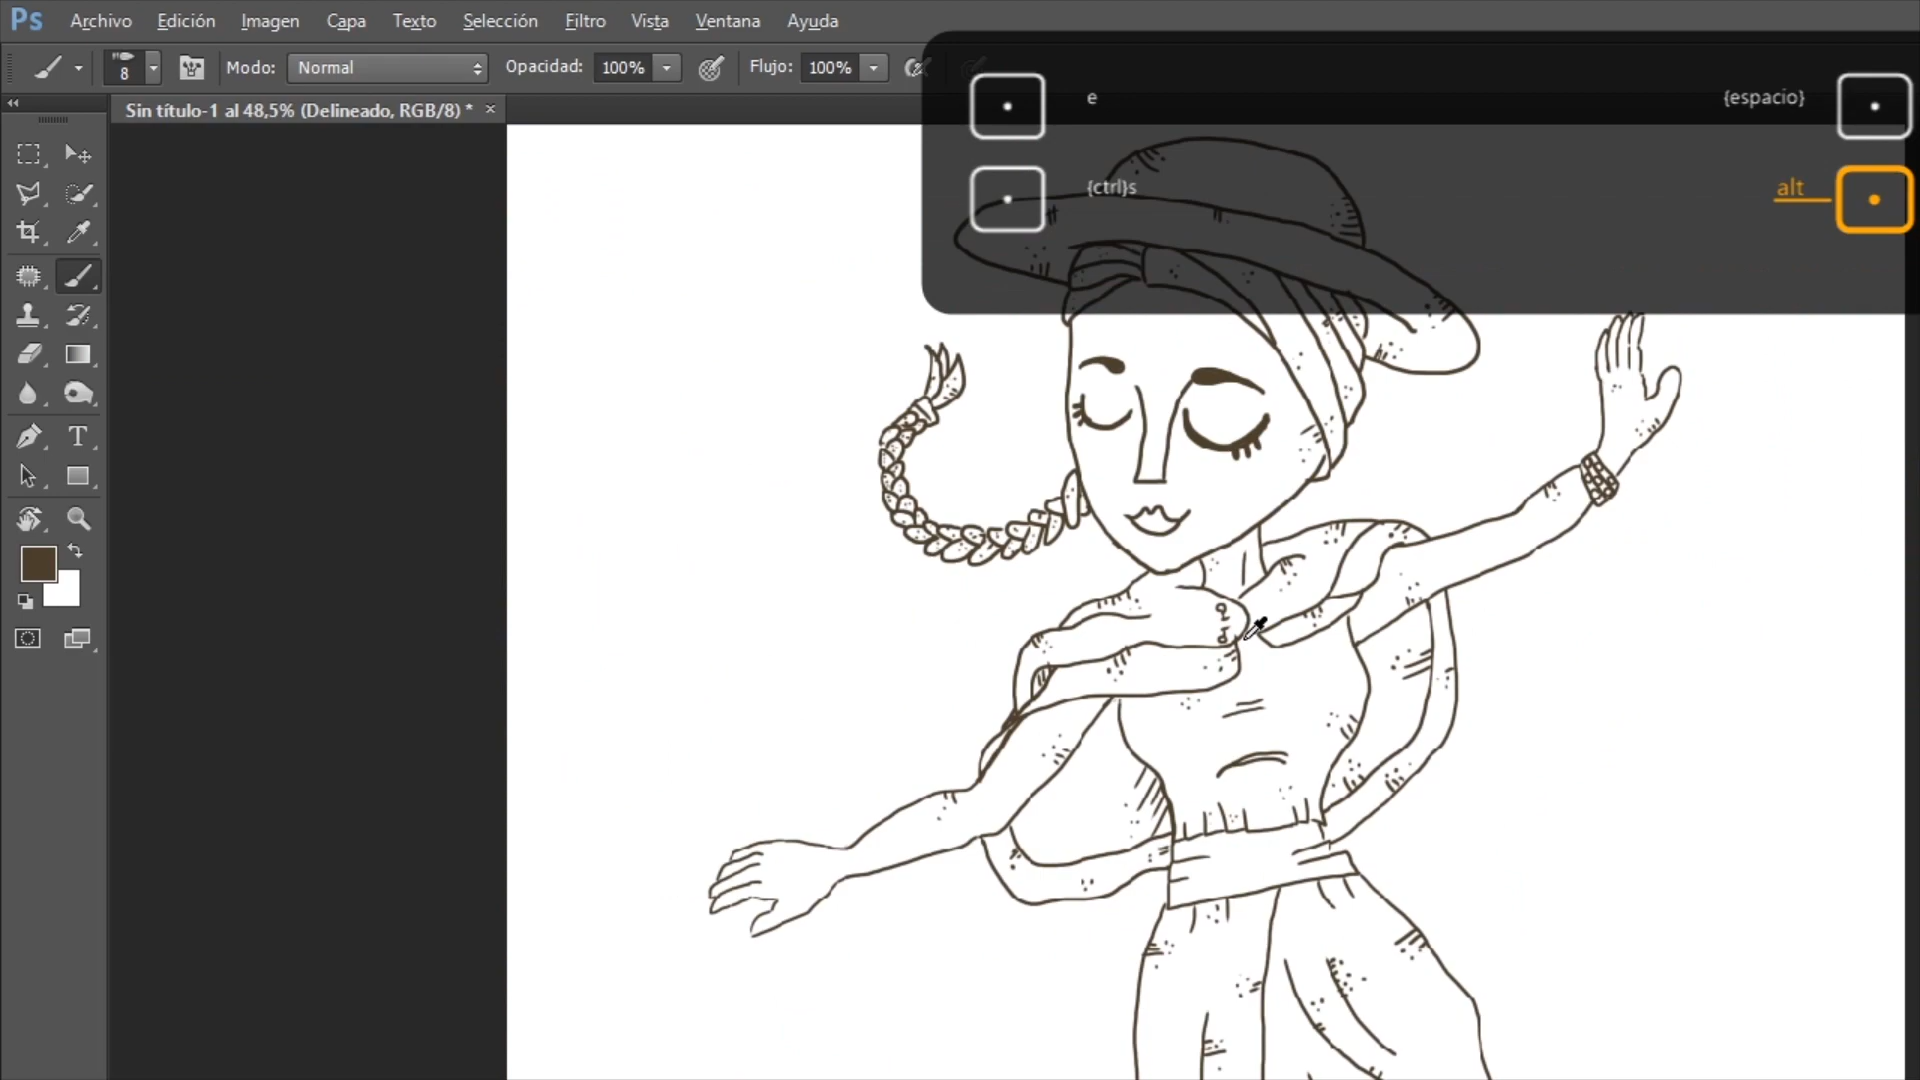 Ps Archivo Edición Imagen Capa Texto Selección Filtro Vista Ventana Ayuda
8 Modo: Normal Opacidad: 100% Flujo: 100%
Sin título-1 al 48,5% (Delineado, RGB/8) * ×
e {espacio}
{ctrl}s alt
T